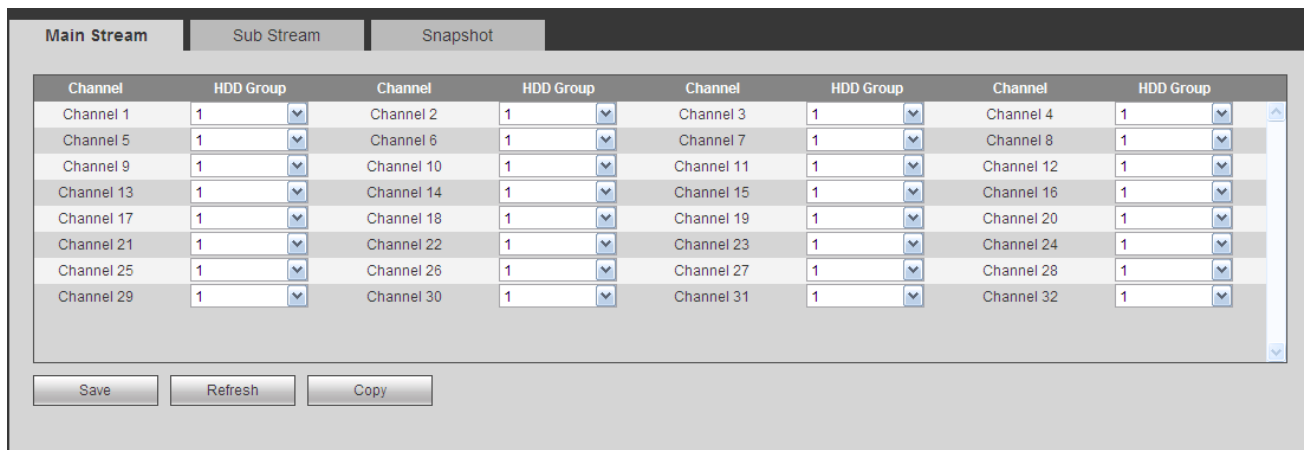 Main Stream Sub Stream Snapshot
Channel HDD Group Channel HDD Group Channel HDD Group Channel HDD Group
Channel 1 1 Channel 2 1 Channel 3 1 Channel 4 1
Channel 5 1 Channel 6 1 Channel 7 1 Channel 8 1
Channel 9 1 Channel 10 1 Channel 11 1 Channel 12 1
Channel 13 1 Channel 14 1 Channel 15 1 Channel 16 1
Channel 17 1 Channel 18 1 Channel 19 1 Channel 20 1
Channel 21 1 Channel 22 1 Channel 23 1 Channel 24 1
Channel 25 1 Channel 26 1 Channel 27 1 Channel 28 1
Channel 29 1 Channel 30 1 Channel 31 1 Channel 32 1
Save Refresh Copy